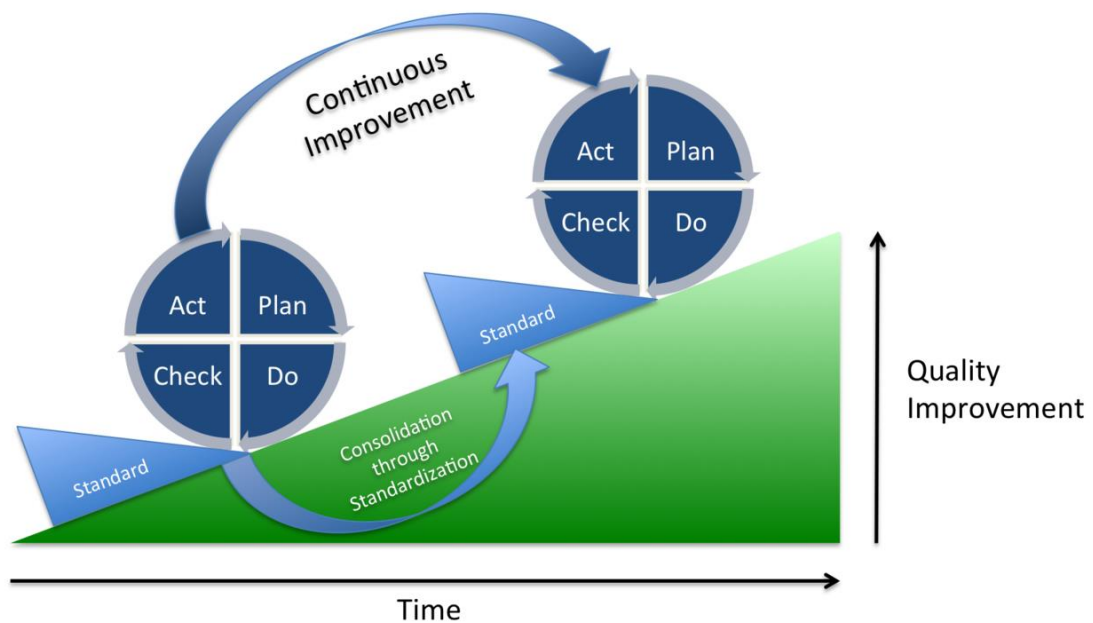 Continuous
Improvement
Act
Plan
Check
Do
Act
Plan
Check
Do
Standard
Standard
Consolidation
through
Standardization
Quality
Improvement
Time